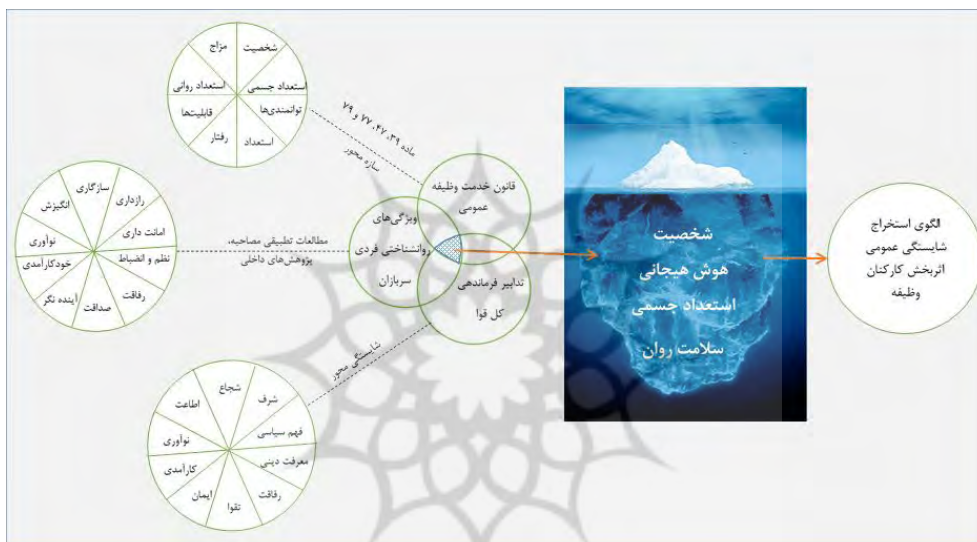 مزاج
شخصیت
استعداد روانی
استعداد جسمی
قابلیت‌ها
توانمندی‌ها
رفتار
استعداد
ماده ۳۹، ۴۷، ۷۷ و ۷۹
سازه محور
سازگاری
رازداری
انگیزش
امانت داری
نوآوری
نظم و انضباط
خودکارآمدی
رفاقت
آینده نگر
صداقت
مطالعات تطبیقی مصاحبه،
پژوهش‌های داخلی
قانون خدمت وظیفه
عمومی
ویژگی‌های
روانشناختی فردی
سربازان
تدابیر فرماندهی
کل قوا
شایستگی محور
شجاع
شرف
اطاعت
فهم سیاسی
نوآوری
معرفت دینی
کارآمدی
رفاقت
ایمان
تقوا
شخصیت
هوش هیجانی
استعداد جسمی
سلامت روان
الگوی استخراج
شایستگی عمومی
اثربخش کارکنان
وظیفه